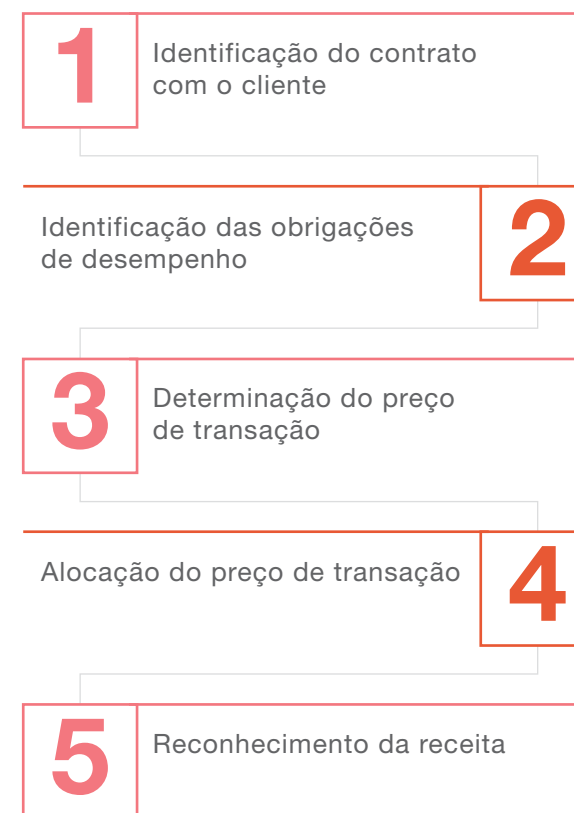 1
Identificação do contrato
com o cliente
2
Identificação das obrigações
de desempenho
3
Determinação do preço
de transação
4
Alocação do preço de transação
5
Reconhecimento da receita